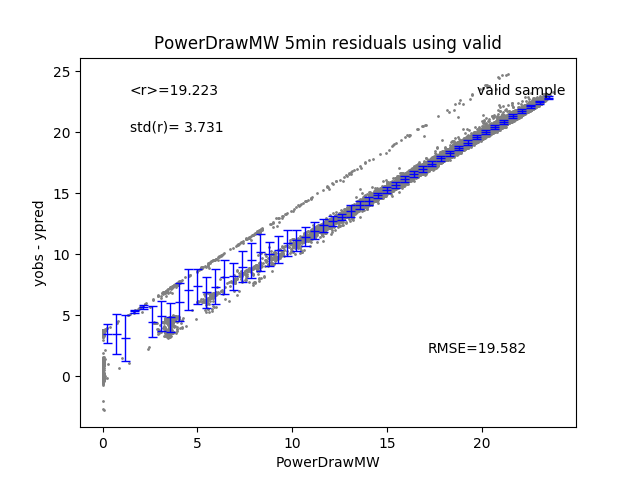 PowerDrawMW 5min residuals using valid
<r>=19.223
valid sample
std(r)= 3.731
RMSE=19.582
yobs - ypred
25
20
15
10
5
0
0 5 10 15 20
PowerDrawMW